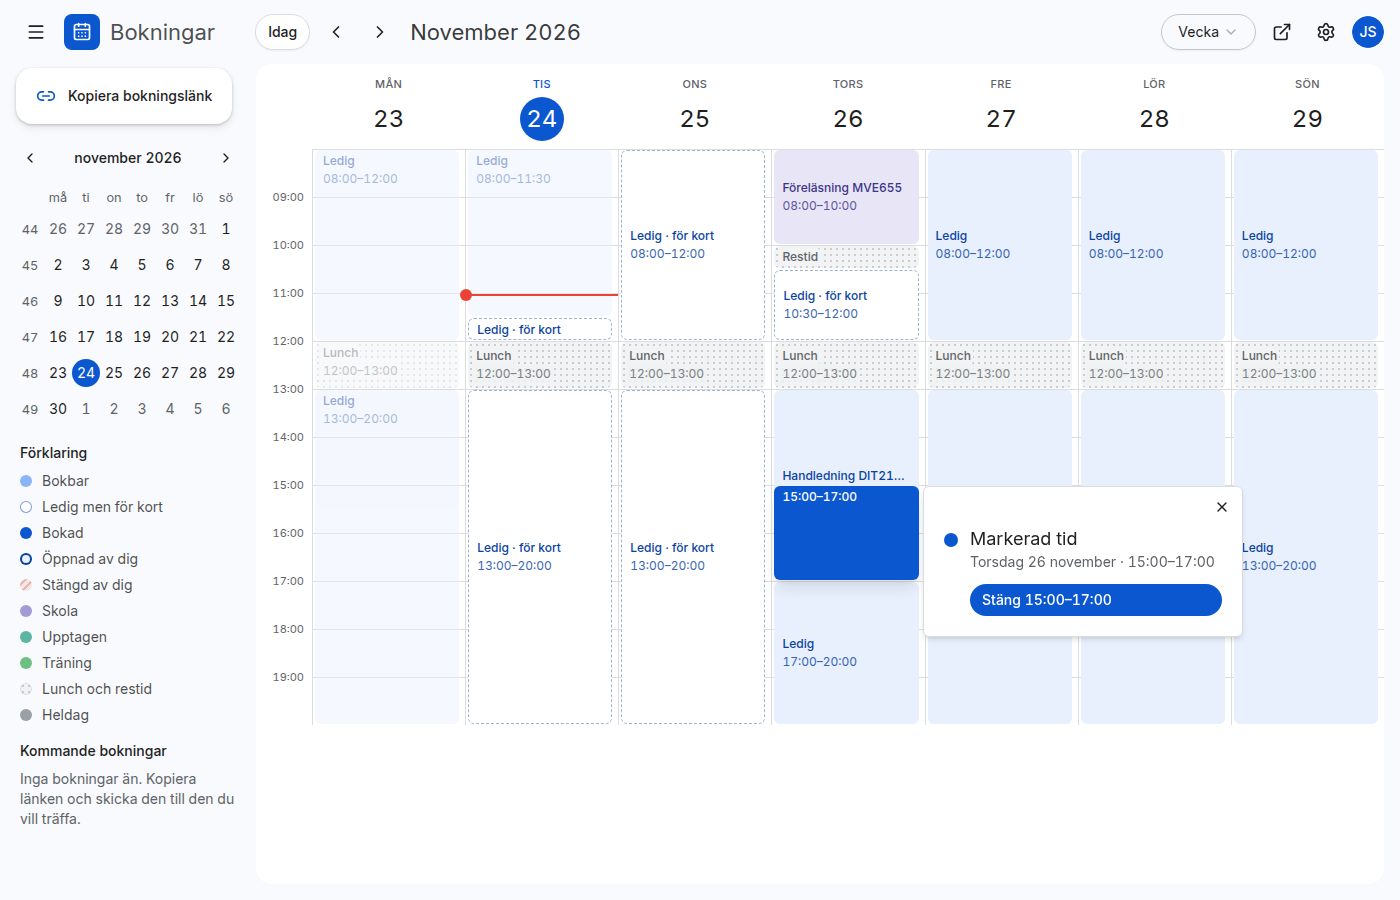 Bokningar
Idag
November 2026
Vecka
JS
Kopiera bokningslänk
november 2026
må ti on to fr lö sö
44 26 27 28 29 30 31 1
45 2 3 4 5 6 7 8
46 9 10 11 12 13 14 15
47 16 17 18 19 20 21 22
48 23 24 25 26 27 28 29
49 30 1 2 3 4 5 6
Förklaring
Bokbar
Ledig men för kort
Bokad
Öppnad av dig
Stängd av dig
Skola
Upptagen
Träning
Lunch och restid
Heldag
Kommande bokningar
Inga bokningar än. Kopiera
länken och skicka den till den du
vill träffa.
MÅN TIS ONS TORS FRE LÖR SÖN
23 24 25 26 27 28 29
09:00
10:00
11:00
12:00
13:00
14:00
15:00
16:00
17:00
18:00
19:00
Ledig
08:00–12:00
Lunch
12:00–13:00
Ledig
13:00–20:00
Ledig
08:00–11:30
Ledig · för kort
Lunch
12:00–13:00
Ledig · för kort
13:00–20:00
Ledig · för kort
08:00–12:00
Lunch
12:00–13:00
Ledig · för kort
13:00–20:00
Föreläsning MVE655
08:00–10:00
Restid
Ledig · för kort
10:30–12:00
Lunch
12:00–13:00
Handledning DIT21...
15:00–17:00
Ledig
17:00–20:00
Ledig
08:00–12:00
Lunch
12:00–13:00
Ledig
08:00–12:00
Lunch
12:00–13:00
Ledig
08:00–12:00
Lunch
12:00–13:00
Ledig
13:00–20:00
Markerad tid
Torsdag 26 november · 15:00–17:00
Stäng 15:00–17:00